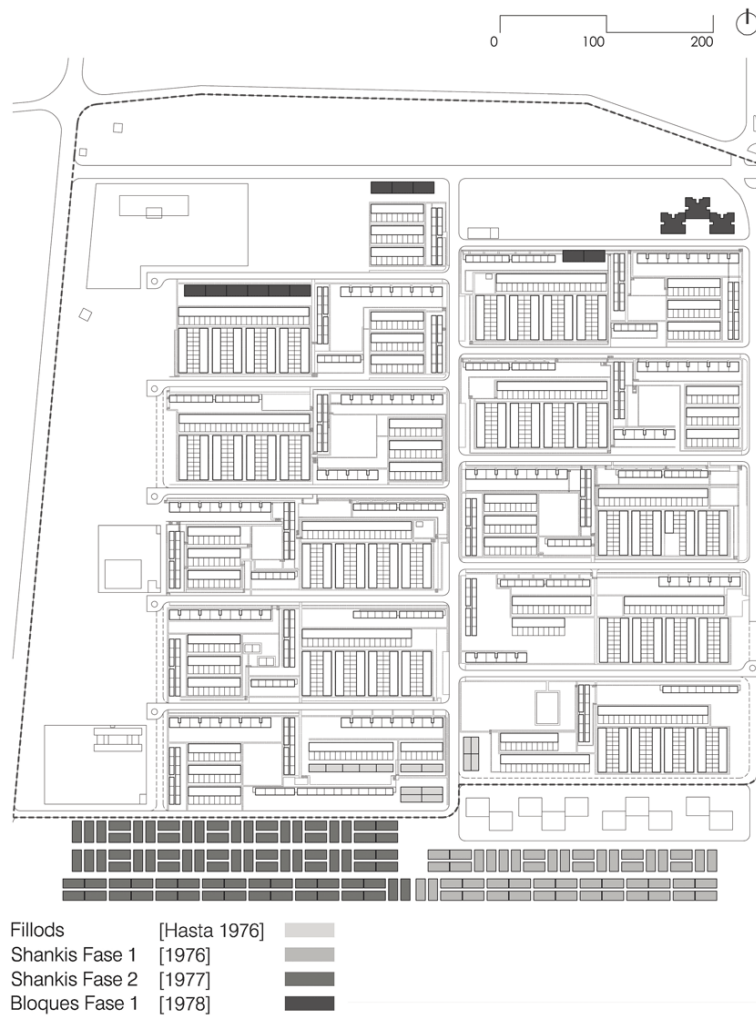 0 100 200
Fillods [Hasta 1976]
Shankis Fase 1 [1976]
Shankis Fase 2 [1977]
Bloques Fase 1 [1978]